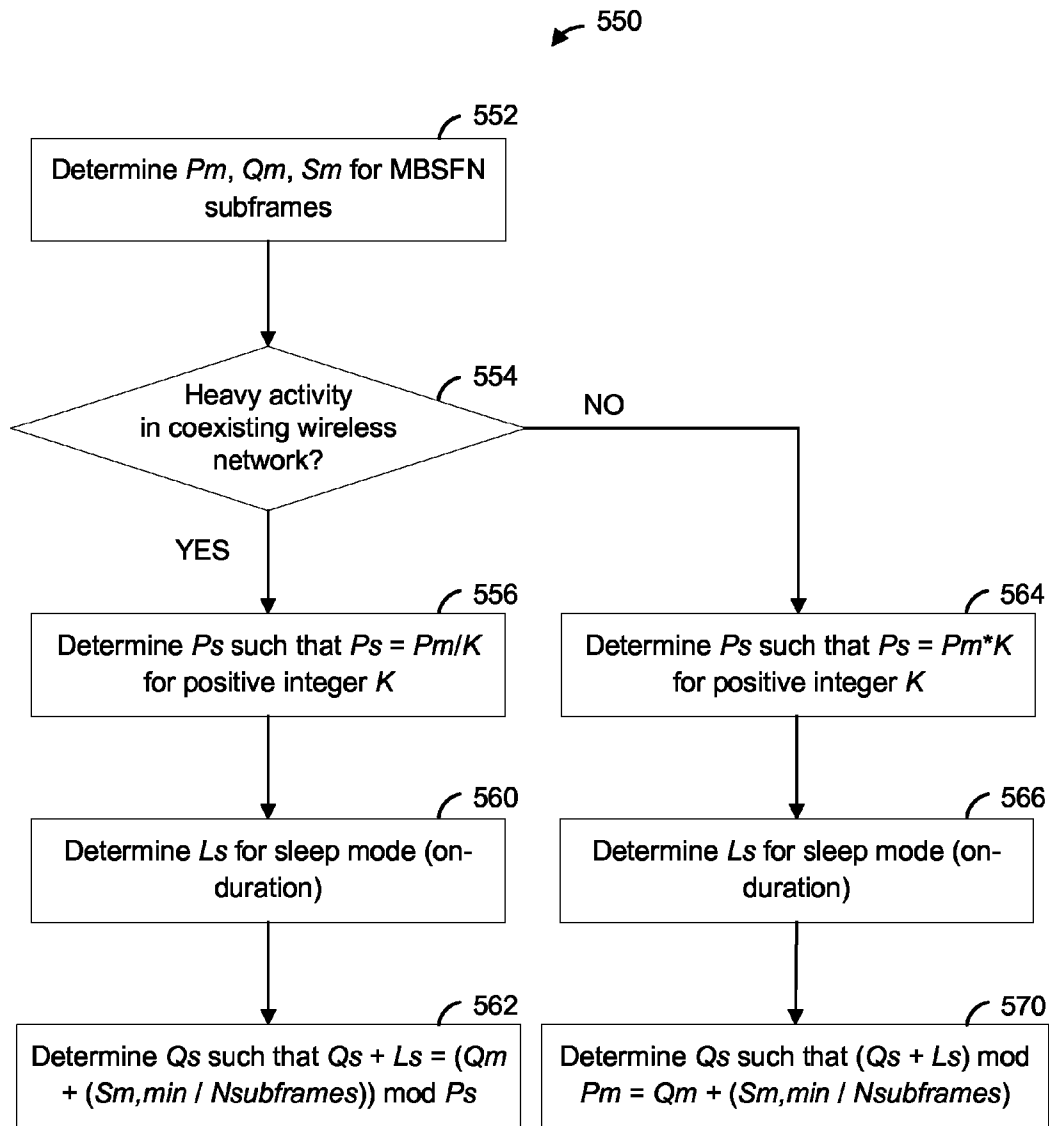 550
552
Determine Pm, Qm, Sm for MBSFN
subframes
554
Heavy activity
in coexisting wireless
network?
NO
YES
556
Determine Ps such that Ps = Pm/K
for positive integer K
564
Determine Ps such that Ps = Pm*K
for positive integer K
560
Determine Ls for sleep mode (on-
duration)
566
Determine Ls for sleep mode (on-
duration)
562
Determine Qs such that Qs + Ls = (Qm
+ (Sm,min / Nsubframes)) mod Ps
570
Determine Qs such that (Qs + Ls) mod
Pm = Qm + (Sm,min / Nsubframes)